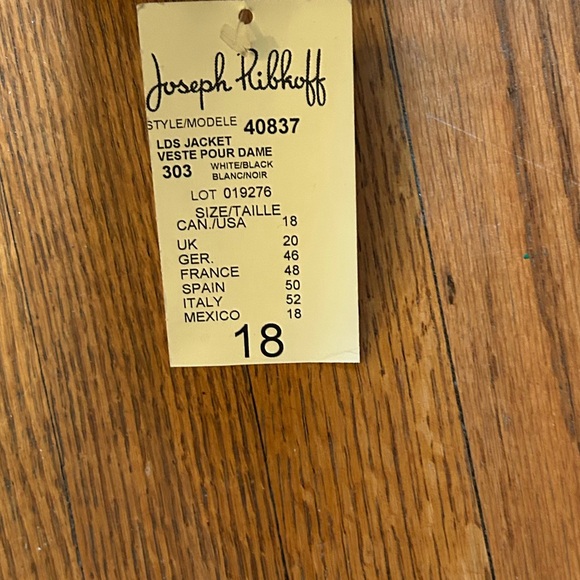 Joseph Ribkoff
STYLE/MODELE 40837
LDS JACKET
VESTE POUR DAME
303 WHITE/BLACK
BLANC/NOIR
LOT 019276
SIZE/TAILLE
CAN./USA 18
UK 20
GER. 46
FRANCE 48
SPAIN 50
ITALY 52
MEXICO 18
18